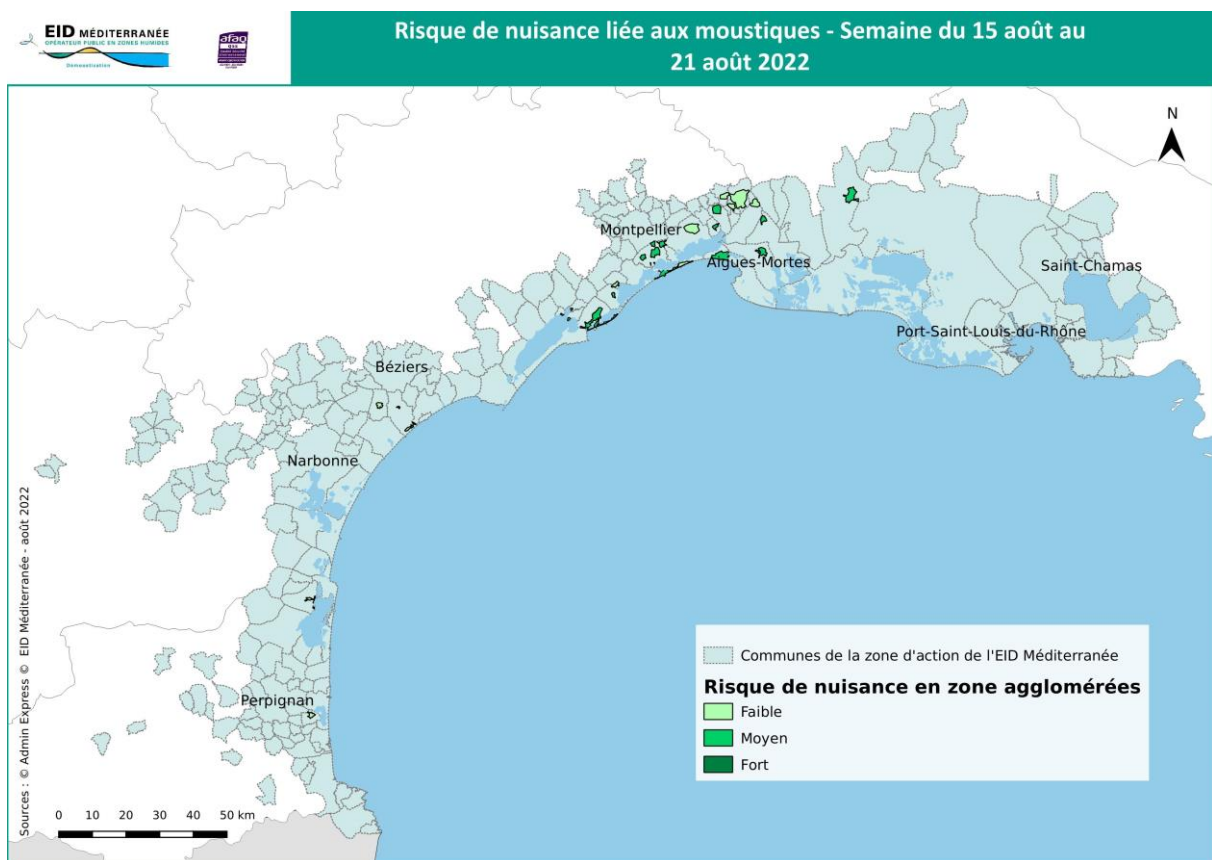 EID MÉDITERRANÉE
OPÉRATEUR PUBLIC EN ZONES HUMIDES
Démoustication
afaq
Risque de nuisance liée aux moustiques - Semaine du 15 août au
21 août 2022
N
Montpellier
Aigues-Mortes
Saint-Chamas
Port-Saint-Louis-du-Rhône
Béziers
Narbonne
Perpignan
Sources : © Admin Express © EID Méditerranée - août 2022
Communes de la zone d'action de l'EID Méditerranée
Risque de nuisance en zone agglomérées
Faible
Moyen
Fort
0 10 20 30 40 50 km